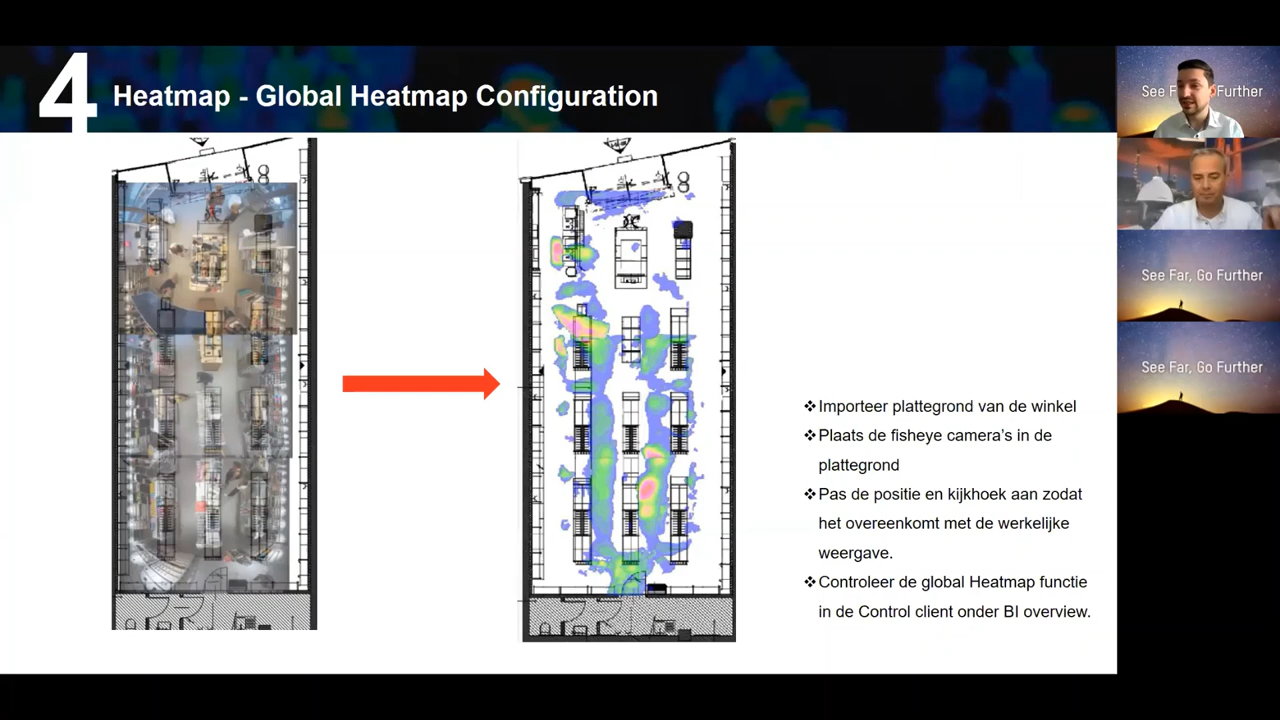 4
Heatmap - Global Heatmap Configuration
❖Importeer plattegrond van de winkel
❖Plaats de fisheye camera's in de
plattegrond
❖Pas de positie en kijkhoek aan zodat
het overeenkomt met de werkelijke
weergave.
❖Controleer de global Heatmap functie
in de Control client onder BI overview.
See F Further
See Far, Go Further
See Far, Go Further